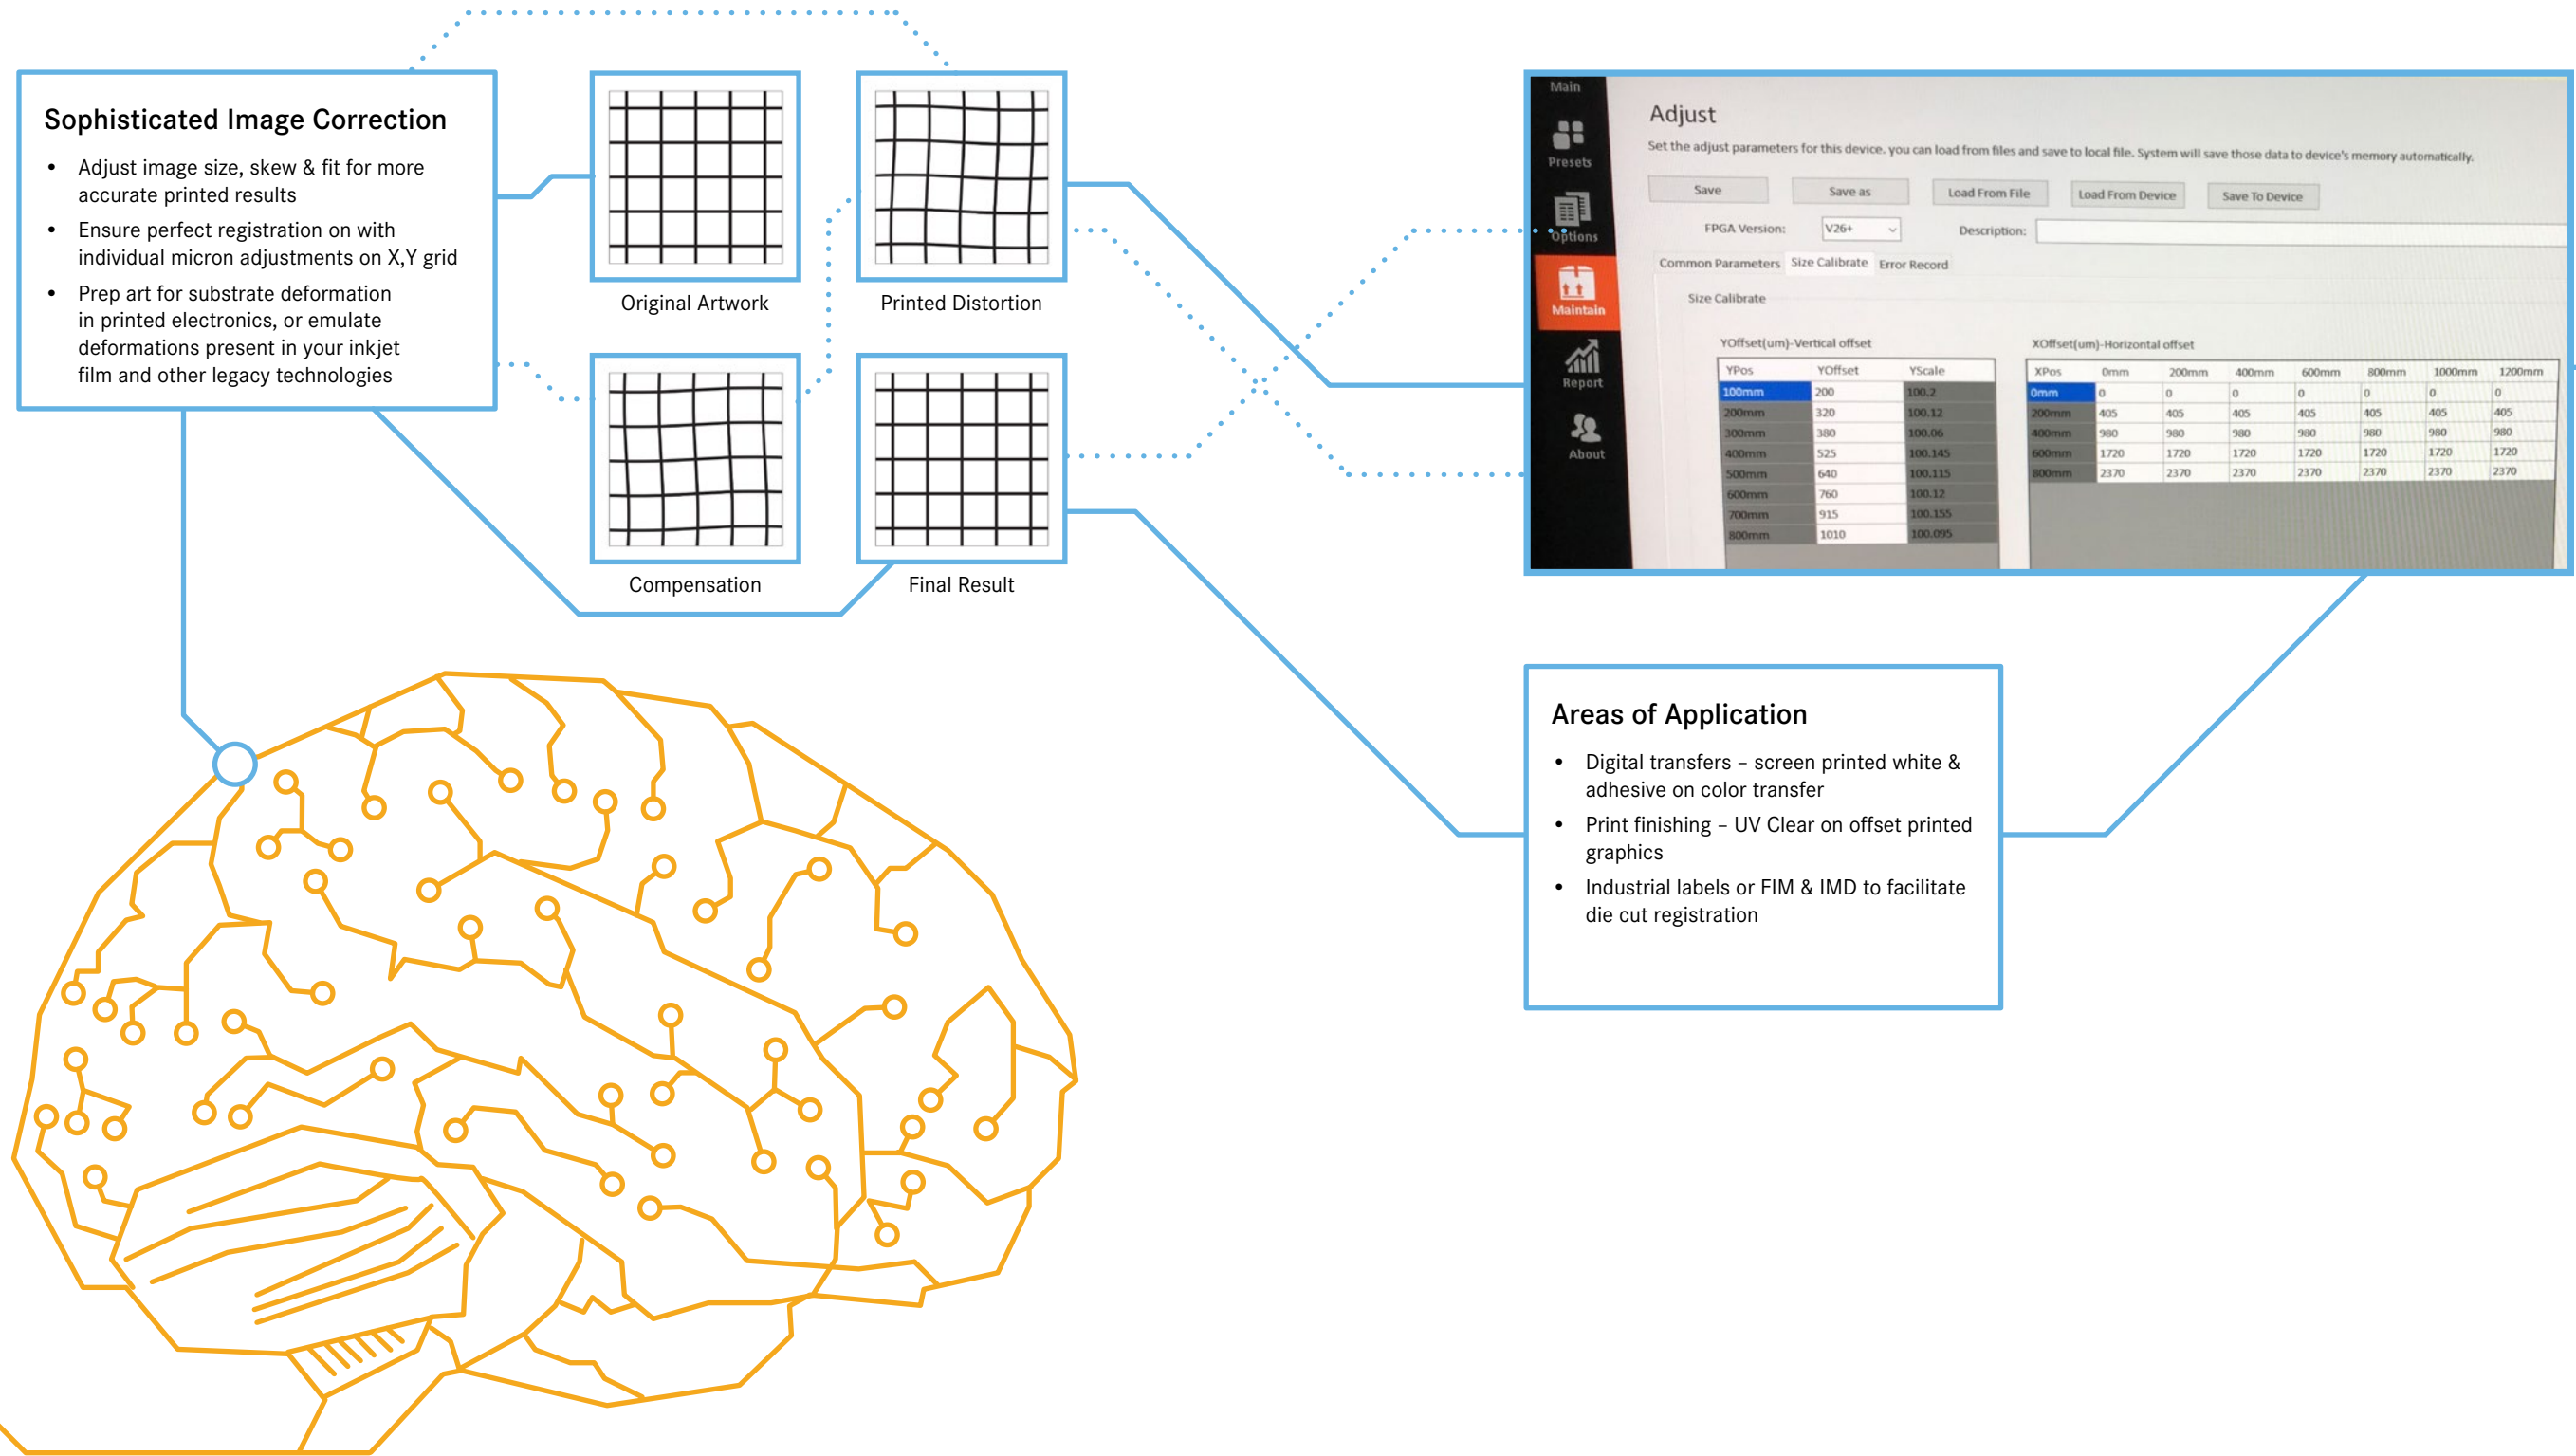 Sophisticated Image Correction
• Adjust image size, skew & fit for more
accurate printed results
• Ensure perfect registration on with
individual micron adjustments on X,Y grid
• Prep art for substrate deformation
in printed electronics, or emulate
deformations present in your inkjet
film and other legacy technologies
Original Artwork
Printed Distortion
Compensation
Final Result
Main
Presets
Options
Maintain
Report
About
Adjust
Set the adjust parameters for this device. you can load from files and save to local file. System will save those data to device's memory automatically.
Save Save as Load From File Load From Device Save To Device
FPGA Version: V26+ Description:
Common Parameters Size Calibrate Error Record
Size Calibrate
YOffset(um)-Vertical offset
YPos YOffset YScale
100mm 200 100.2
200mm 320 100.12
300mm 380 100.06
400mm 525 100.145
500mm 640 100.115
600mm 760 100.12
700mm 915 100.155
800mm 1010 100.095
XOffset(um)-Horizontal offset
XPos 0mm 200mm 400mm 600mm 800mm 1000mm 1200mm
0mm 0 0 0 0 0 0 0
200mm 405 405 405 405 405 405 405
400mm 980 980 980 980 980 980 980
600mm 1720 1720 1720 1720 1720 1720 1720
800mm 2370 2370 2370 2370 2370 2370 2370
Areas of Application
• Digital transfers – screen printed white &
adhesive on color transfer
• Print finishing – UV Clear on offset printed
graphics
• Industrial labels or FIM & IMD to facilitate
die cut registration